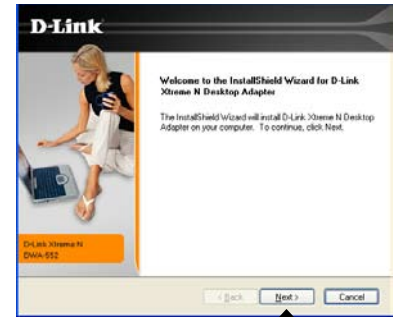 D-Link
Welcome to the InstallShield Wizard for D-Link
Xtreme N Desktop Adapter
The InstallShield Wizard will install D-Link Xtreme N Desktop
Adapter on your computer. To continue, click Next.
D-Link Xtreme N
DWA-552
< Back
Next >
Cancel